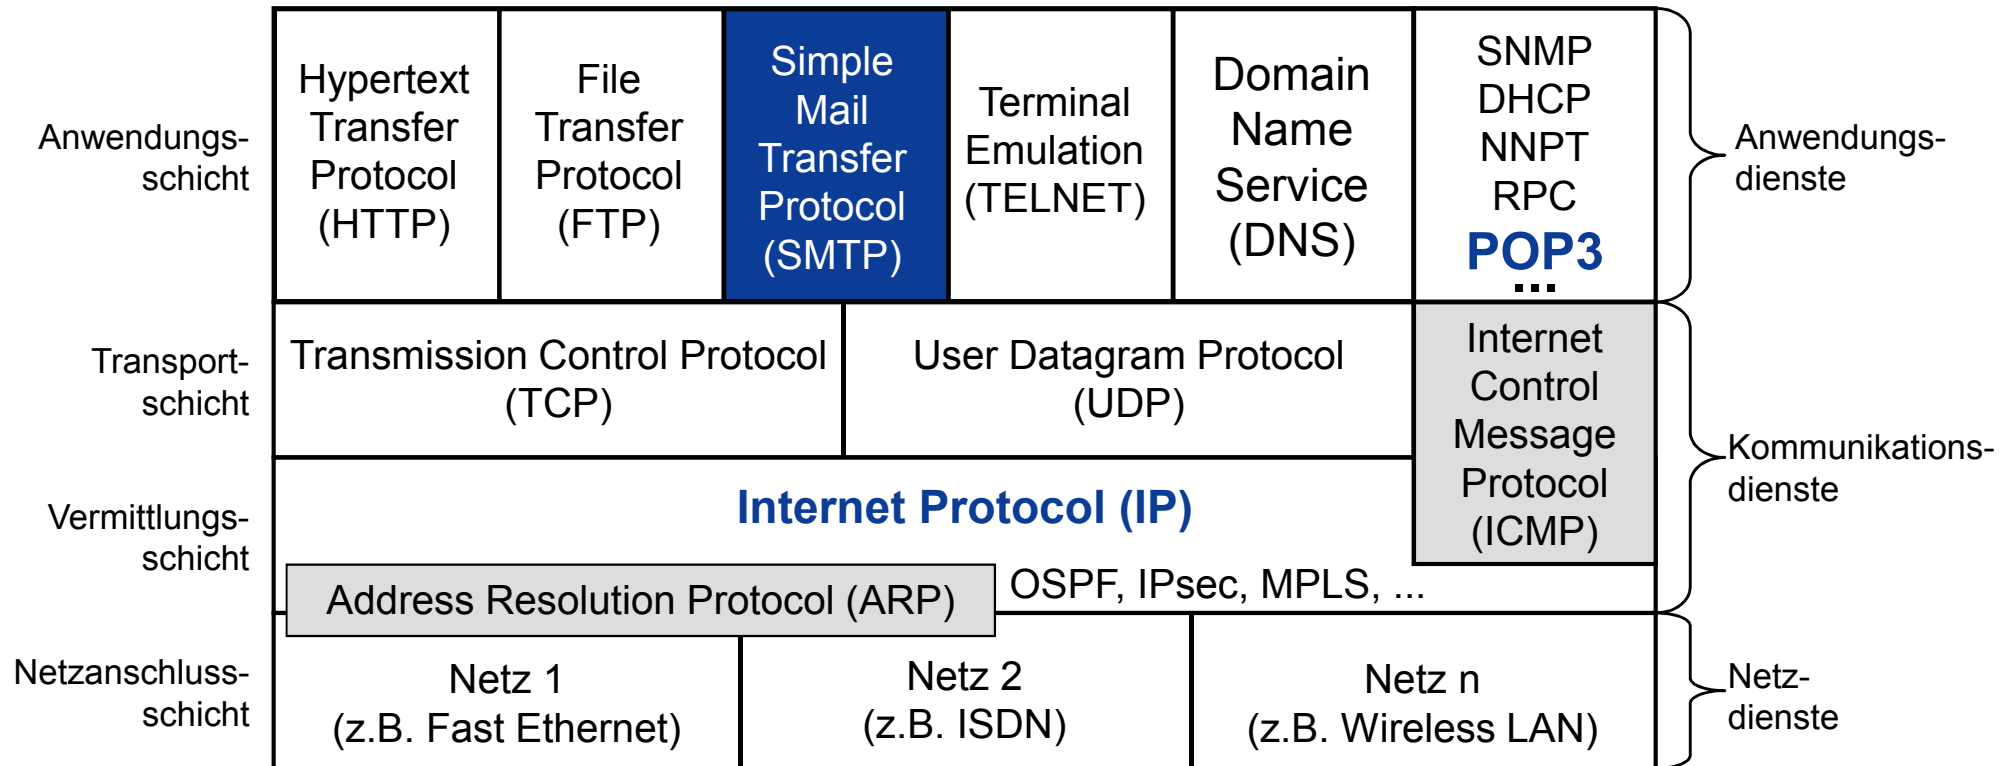 Anwendungs-
schicht
Hypertext
Transfer
Protocol
(HTTP)
File
Transfer
Protocol
(FTP)
Simple
Mail
Transfer
Protocol
(SMTP)
Terminal
Emulation
(TELNET)
Domain
Name
Service
(DNS)
SNMP
DHCP
NNPT
RPC
POP3
...
Anwendungs-
dienste
Transport-
schicht
Transmission Control Protocol
(TCP)
User Datagram Protocol
(UDP)
Internet
Control
Message
Protocol
(ICMP)
Kommunikations-
dienste
Vermittlungs-
schicht
Internet Protocol (IP)
Address Resolution Protocol (ARP)
OSPF, IPsec, MPLS, ...
Netzanschluss-
schicht
Netz 1
(z.B. Fast Ethernet)
Netz 2
(z.B. ISDN)
Netz n
(z.B. Wireless LAN)
Netz-
dienste